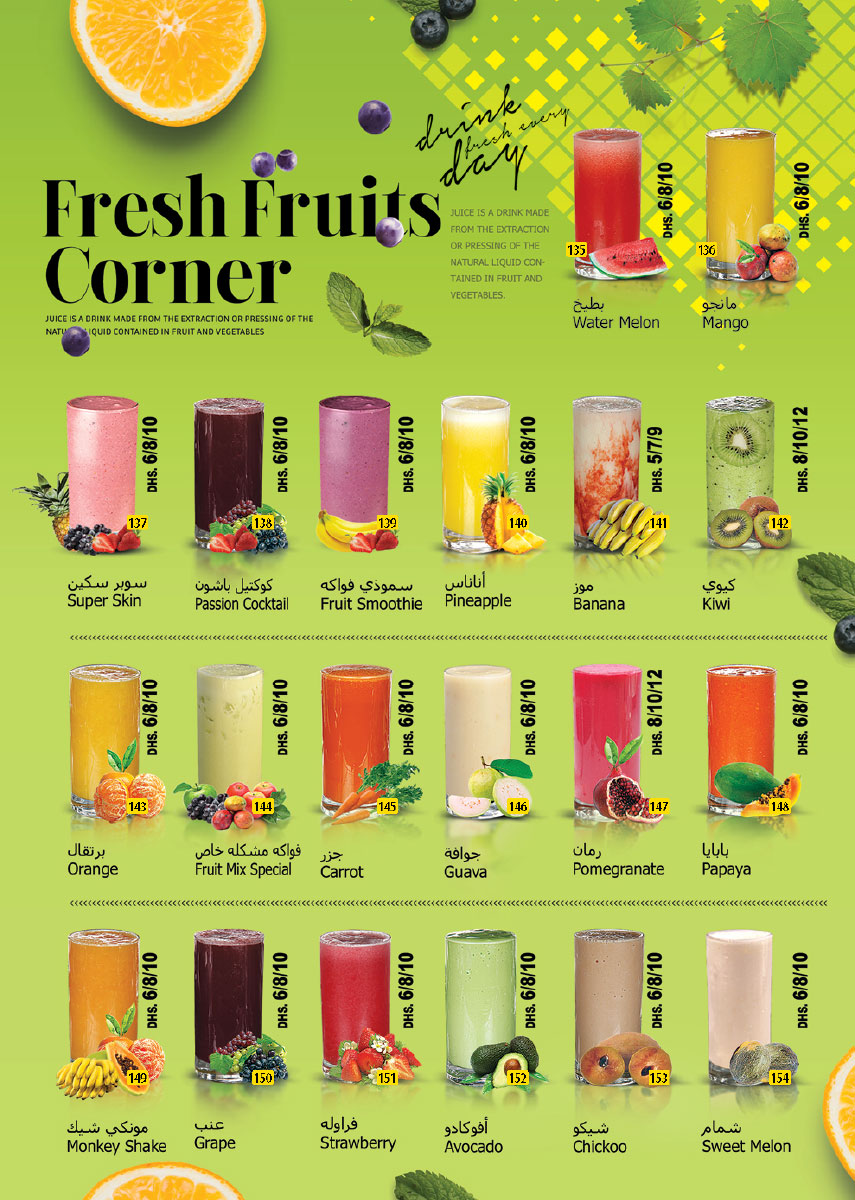 drink
fresh every
day
Fresh Fruits
Corner
JUICE IS A DRINK MADE FROM THE EXTRACTION OR PRESSING OF THE
NATURAL LIQUID CONTAINED IN FRUIT AND VEGETABLES
JUICE IS A DRINK MADE
FROM THE EXTRACTION
OR PRESSING OF THE
NATURAL LIQUID CON-
TAINED IN FRUIT AND
VEGETABLES.
DHS. 6/8/10
135
بطيخ
Water Melon
DHS. 6/8/10
136
مانجو
Mango
DHS. 6/8/10
137
سوبر سكين
Super Skin
DHS. 6/8/10
138
كوكتيل باشون
Passion Cocktail
DHS. 6/8/10
139
سموذي فواكه
Fruit Smoothie
DHS. 6/8/10
140
أناناس
Pineapple
DHS. 5/7/9
141
موز
Banana
DHS. 8/10/12
142
كيوي
Kiwi
DHS. 6/8/10
143
برتقال
Orange
DHS. 6/8/10
144
فواكه مشكله خاص
Fruit Mix Special
DHS. 6/8/10
145
جزر
Carrot
DHS. 6/8/10
146
جوافة
Guava
DHS. 8/10/12
147
رمان
Pomegranate
DHS. 6/8/10
148
بابايا
Papaya
DHS. 6/8/10
149
مونكي شيك
Monkey Shake
DHS. 6/8/10
150
عنب
Grape
DHS. 6/8/10
151
فراوله
Strawberry
DHS. 6/8/10
152
أفوكادو
Avocado
DHS. 6/8/10
153
شيكو
Chickoo
DHS. 6/8/10
154
شمام
Sweet Melon